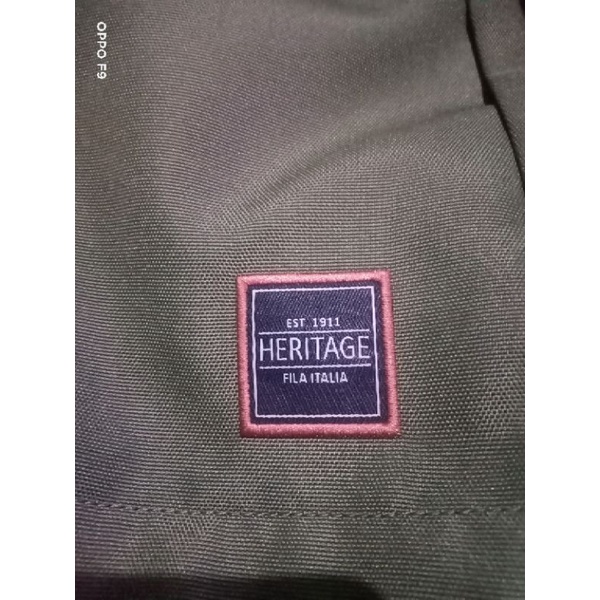 OPPO F9
EST. 1911
HERITAGE
FILA ITALIA